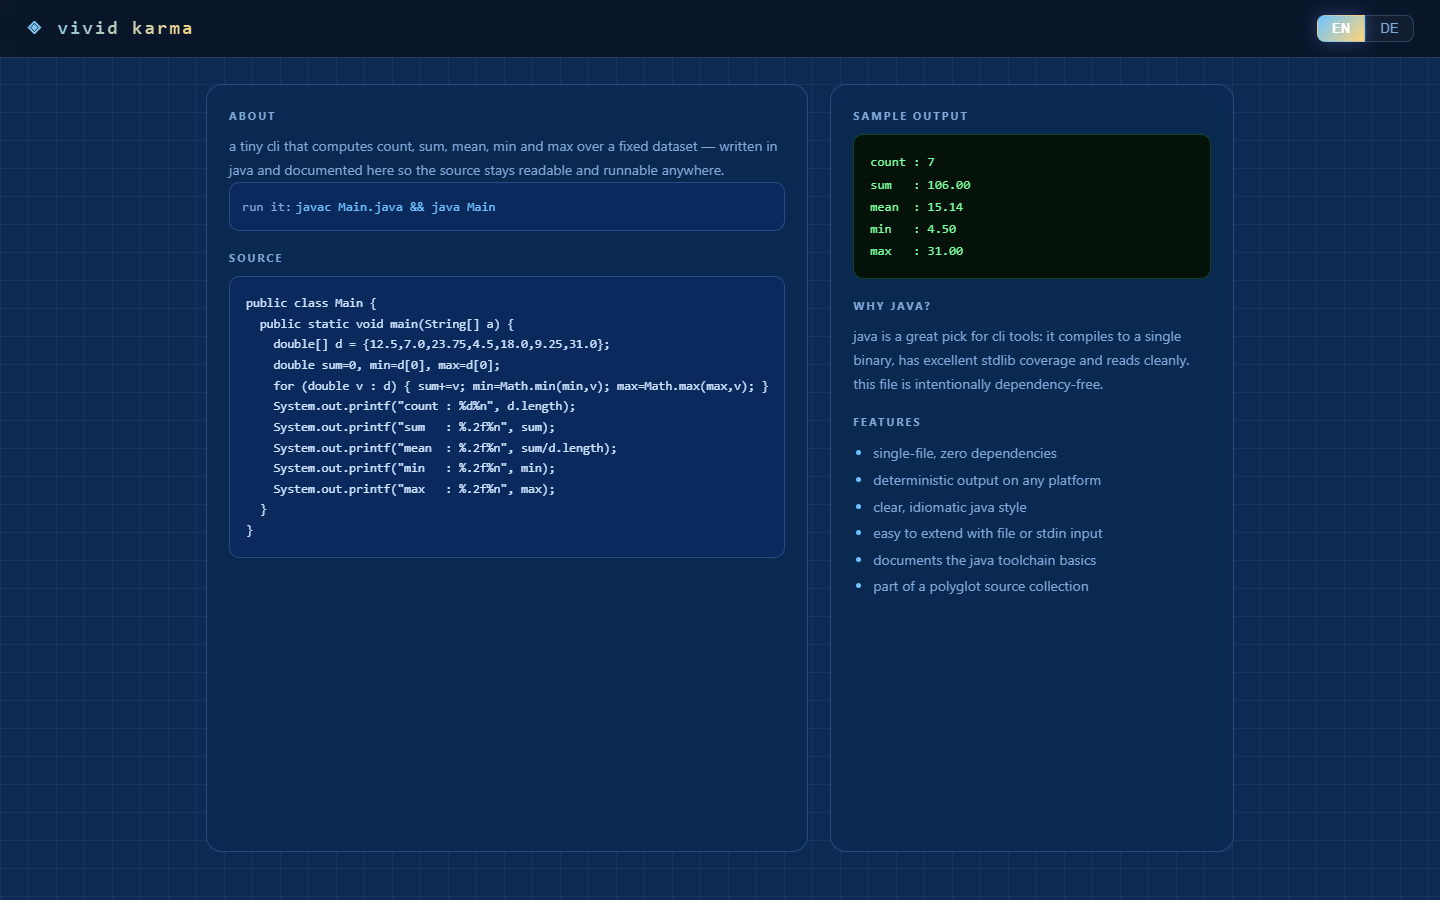 ◈ vivid karma
EN DE
ABOUT
a tiny cli that computes count, sum, mean, min and max over a fixed dataset — written in
java and documented here so the source stays readable and runnable anywhere.
run it: javac Main.java && java Main
SOURCE
public class Main {
  public static void main(String[] a) {
    double[] d = {12.5,7.0,23.75,4.5,18.0,9.25,31.0};
    double sum=0, min=d[0], max=d[0];
    for (double v : d) { sum+=v; min=Math.min(min,v); max=Math.max(max,v); }
    System.out.printf("count : %d%n", d.length);
    System.out.printf("sum   : %.2f%n", sum);
    System.out.printf("mean  : %.2f%n", sum/d.length);
    System.out.printf("min   : %.2f%n", min);
    System.out.printf("max   : %.2f%n", max);
  }
}
SAMPLE OUTPUT
count : 7
sum   : 106.00
mean  : 15.14
min   : 4.50
max   : 31.00
WHY JAVA?
java is a great pick for cli tools: it compiles to a single
binary, has excellent stdlib coverage and reads cleanly.
this file is intentionally dependency-free.
FEATURES
• single-file, zero dependencies
• deterministic output on any platform
• clear, idiomatic java style
• easy to extend with file or stdin input
• documents the java toolchain basics
• part of a polyglot source collection